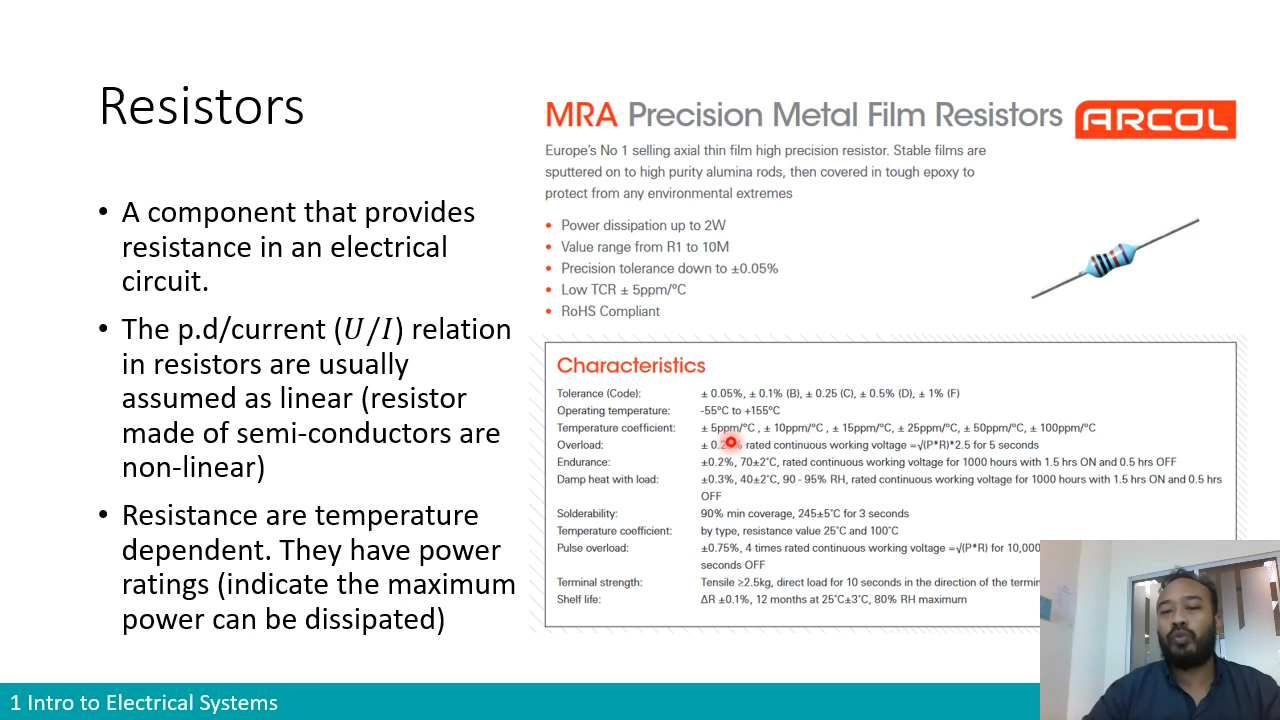 Resistors
• A component that provides
resistance in an electrical
circuit.
• The p.d/current (U/I) relation
in resistors are usually
assumed as linear (resistor
made of semi-conductors are
non-linear)
• Resistance are temperature
dependent. They have power
ratings (indicate the maximum
power can be dissipated)
MRA Precision Metal Film Resistors
ARCOL
Europe's No 1 selling axial thin film high precision resistor. Stable films are
sputtered on to high purity alumina rods, then covered in tough epoxy to
protect from any environmental extremes
• Power dissipation up to 2W
• Value range from R1 to 10M
• Precision tolerance down to ±0.05%
• Low TCR ± 5ppm/°C
• RoHS Compliant
Characteristics
Tolerance (Code): ± 0.05%, ± 0.1% (B), ± 0.25 (C), ± 0.5% (D), ± 1% (F)
Operating temperature: -55°C to +155°C
Temperature coefficient: ± 5ppm/°C , ± 10ppm/°C , ± 15ppm/°C, ± 25ppm/°C, ± 50ppm/°C, ± 100ppm/°C
Overload: ± rated continuous working voltage =√(P*R)*2.5 for 5 seconds
Endurance: ±0.2%, 70±2°C, rated continuous working voltage for 1000 hours with 1.5 hrs ON and 0.5 hrs OFF
Damp heat with load: ±0.3%, 40±2°C, 90 - 95% RH, rated continuous working voltage for 1000 hours with 1.5 hrs ON and 0.5 hrs
OFF
Solderability: 90% min coverage, 245±5°C for 3 seconds
Temperature coefficient: by type, resistance value 25°C and 100°C
Pulse overload: ±0.75%, 4 times rated continuous working voltage =√(P*R) for 10,000
seconds OFF
Terminal strength: Tensile ≥2.5kg, direct load for 10 seconds in the direction of the
Shelf life: ΔR ±0.1%, 12 months at 25°C±3°C, 80% RH maximum
1 Intro to Electrical Systems